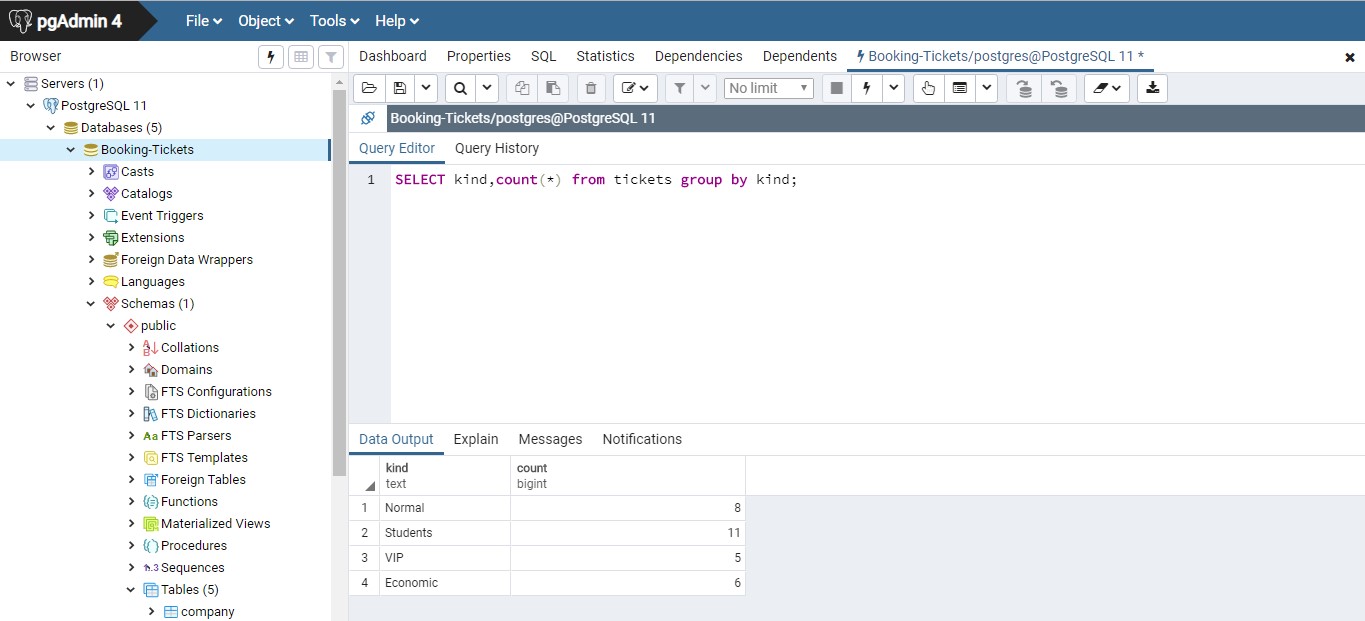 pgAdmin 4 File Object Tools Help
Browser
Dashboard Properties SQL Statistics Dependencies Dependents Booking-Tickets/postgres@PostgreSQL 11 *
No limit
Booking-Tickets/postgres@PostgreSQL 11
Query Editor Query History
1 SELECT kind,count(*) from tickets group by kind;
Servers (1)
PostgreSQL 11
Databases (5)
Booking-Tickets
Casts
Catalogs
Event Triggers
Extensions
Foreign Data Wrappers
Languages
Schemas (1)
public
Collations
Domains
FTS Configurations
FTS Dictionaries
FTS Parsers
FTS Templates
Foreign Tables
Functions
Materialized Views
Procedures
Sequences
Tables (5)
company
Data Output Explain Messages Notifications
kind count
text bigint
1 Normal 8
2 Students 11
3 VIP 5
4 Economic 6